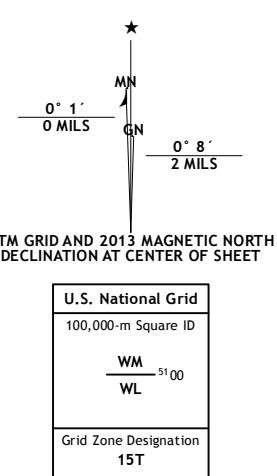 ★
MN
0° 1´
0 MILS
GN
0° 8´
2 MILS
TM GRID AND 2013 MAGNETIC NORTH
DECLINATION AT CENTER OF SHEET
U.S. National Grid
100,000-m Square ID
WM
5100
WL
Grid Zone Designation
15T